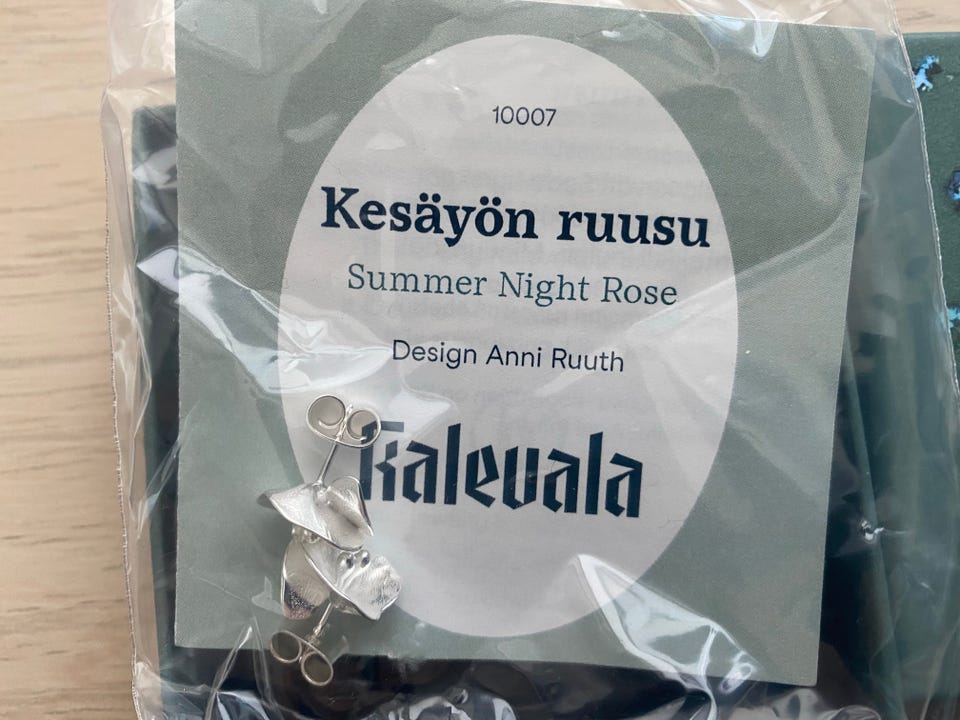 10007
Kesäyön ruusu
Summer Night Rose
Design Anni Ruuth
Kalevala